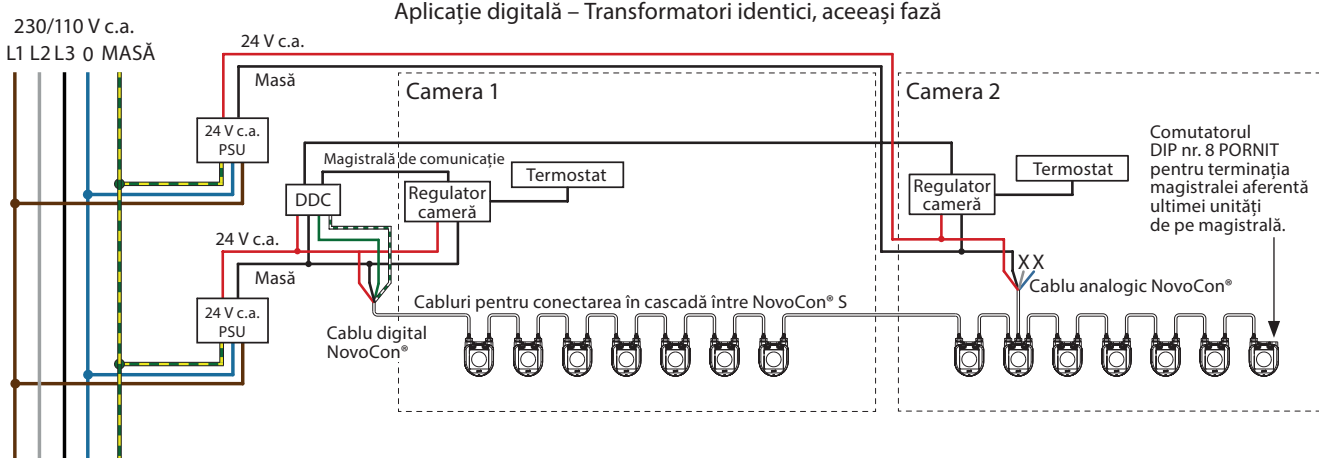 Aplicație digitală – Transformatori identici, aceeași fază
230/110 V c.a.
L1 L2 L3 0 MASĂ
24 V c.a.
Masă
24 V c.a.
PSU
Camera 1
Magistrală de comunicație
DDC
Regulator
cameră
Termostat
24 V c.a.
Masă
24 V c.a.
PSU
Cablu digital
NovoCon®
Cabluri pentru conectarea în cascadă între NovoCon® S
Camera 2
Regulator
cameră
Termostat
X X
Cablu analogic NovoCon®
Comutatorul
DIP nr. 8 PORNIT
pentru terminația
magistralei aferentă
ultimei unități
de pe magistrală.